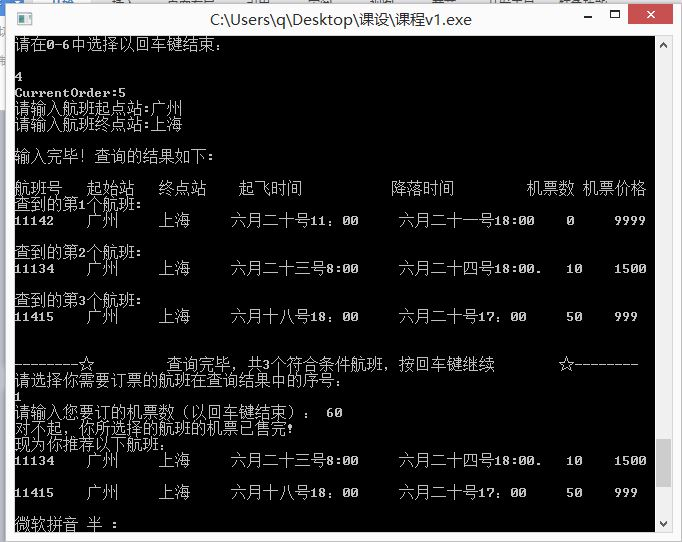 C:\Users\q\Desktop\课设\课程v1.exe
请在0-6中选择以回车键结束：
4
CurrentOrder:5
请输入航班起点站:广州
请输入航班终点站:上海
输入完毕! 查询的结果如下：
航班号 起始站 终点站 起飞时间 降落时间 机票数 机票价格
查到的第1个航班:
11142 广州 上海 六月二十号11：00 六月二十一号18:00 0 9999
查到的第2个航班:
11134 广州 上海 六月二十三号8:00 六月二十四号18:00. 10 1500
查到的第3个航班:
11415 广州 上海 六月十八号18：00 六月二十号17：00 50 999
--------☆ 查询完毕, 共3个符合条件航班, 按回车键继续 ☆--------
请选择你需要订票的航班在查询结果中的序号：
1
请输入您要订的机票数（以回车键结束）： 60
对不起, 你所选择的航班的机票已售完!
现为你推荐以下航班：
11134 广州 上海 六月二十三号8:00 六月二十四号18:00. 10 1500
11415 广州 上海 六月十八号18：00 六月二十号17：00 50 999
微软拼音 半 ：